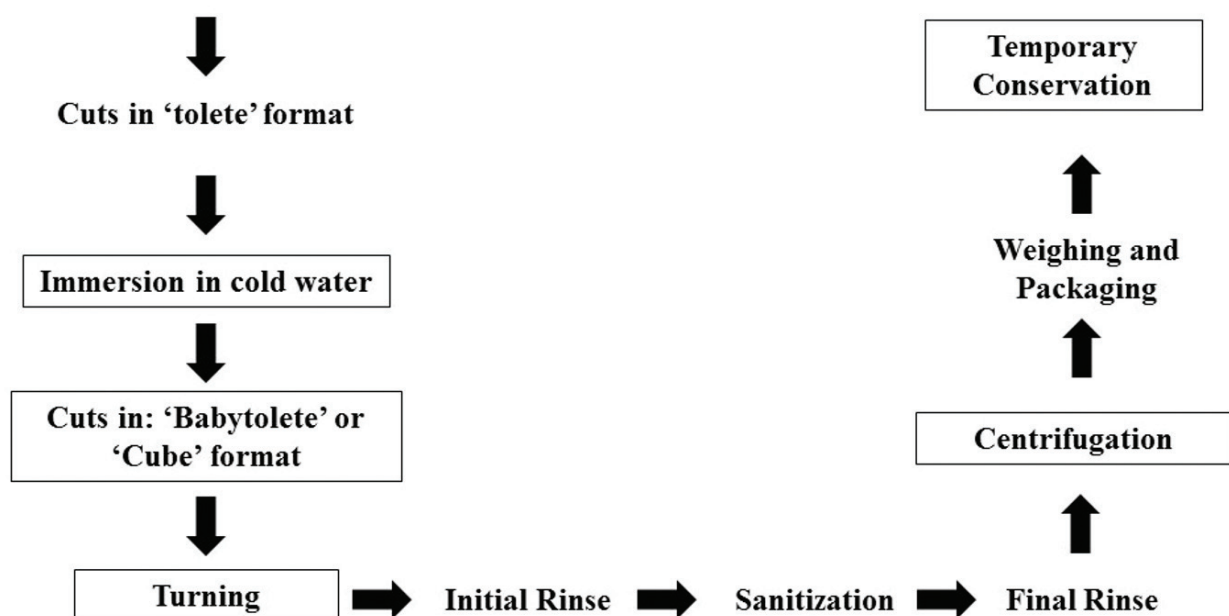 Cuts in ‘tolete’ format
Immersion in cold water
Cuts in: ‘Babytolete’ or
‘Cube’ format
Turning
Initial Rinse
Sanitization
Final Rinse
Centrifugation
Weighing and
Packaging
Temporary
Conservation